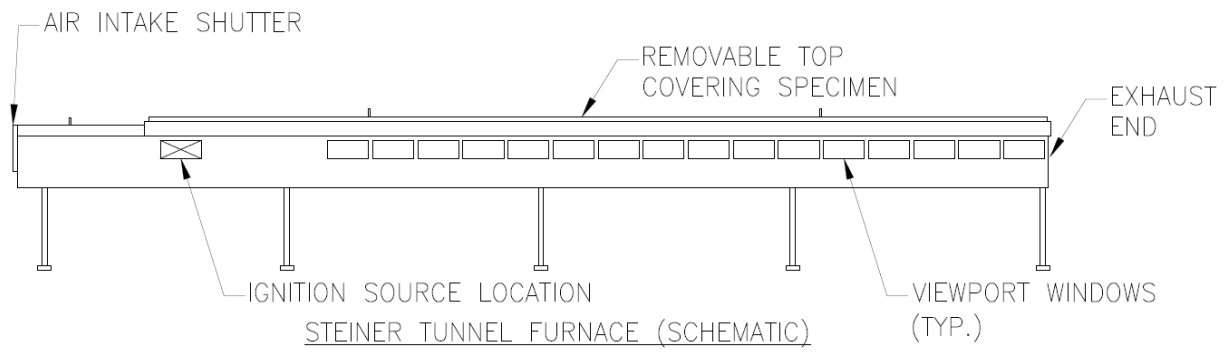 AIR INTAKE SHUTTER
REMOVABLE TOP
COVERING SPECIMEN
EXHAUST
END
IGNITION SOURCE LOCATION
VIEWPORT WINDOWS
(TYP.)
STEINER TUNNEL FURNACE (SCHEMATIC)